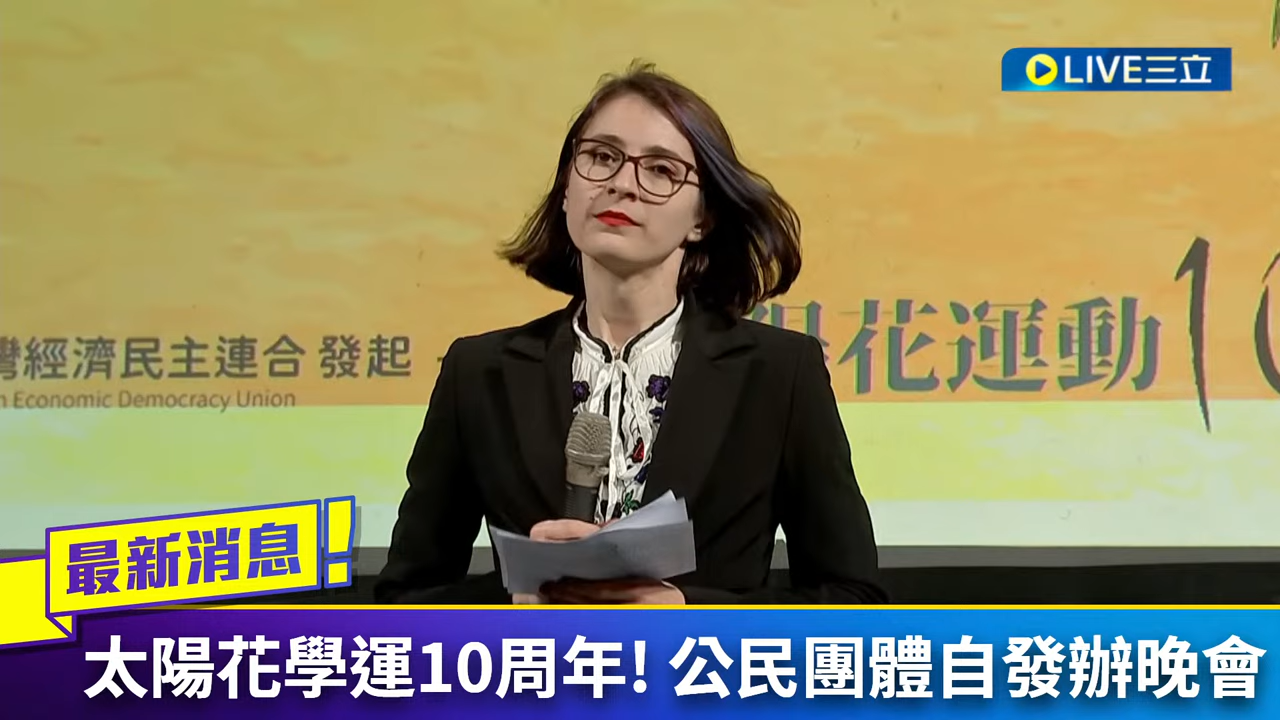 LIVE三立
花運動10
灣經濟民主連合 發起
Economic Democracy Union
最新消息!
太陽花學運10周年! 公民團體自發辦晚會